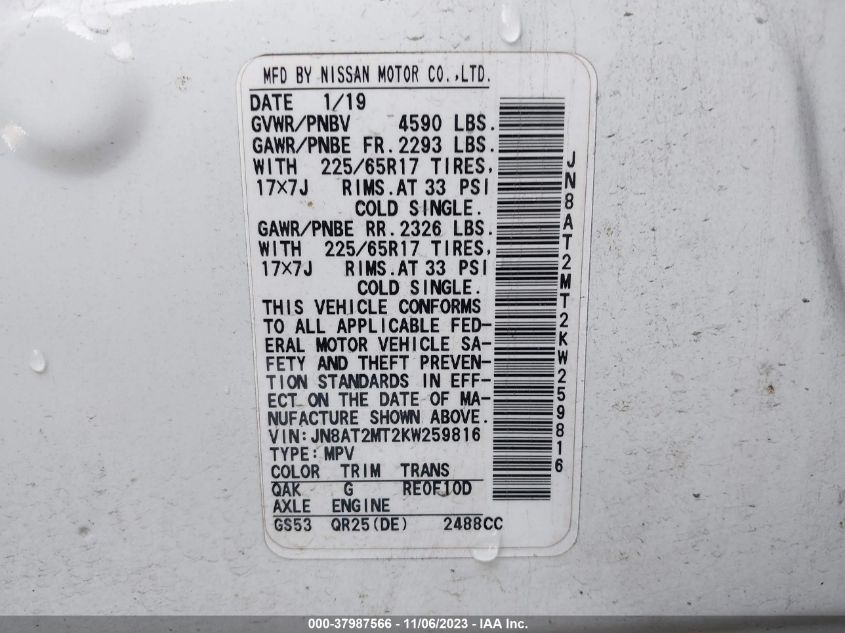 MFD BY NISSAN MOTOR CO.,LTD.
DATE 1/19
GVWR/PNBV 4590 LBS.
GAWR/PNBE FR.2293 LBS.
WITH 225/65R17 TIRES,
17×7J RIMS.AT 33 PSI
COLD SINGLE.
GAWR/PNBE RR.2326 LBS.
WITH 225/65R17 TIRES,
17×7J RIMS.AT 33 PSI
COLD SINGLE.
THIS VEHICLE CONFORMS
TO ALL APPLICABLE FED-
ERAL MOTOR VEHICLE SA-
FETY AND THEFT PREVEN-
TION STANDARDS IN EFF-
ECT ON THE DATE OF MA-
NUFACTURE SHOWN ABOVE.
VIN:JN8AT2MT2KW259816
TYPE:MPV
COLOR TRIM TRANS
QAK G RE0F10D
AXLE ENGINE
GS53 QR25(DE) 2488CC
JN8AT2MT2KW259816
000-37987566 - 11/06/2023 - IAA Inc.